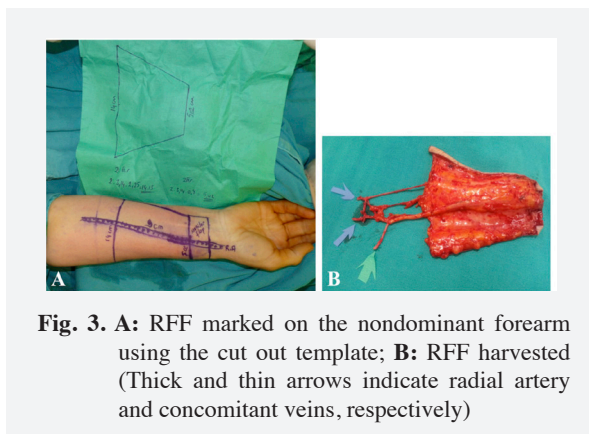 A
B
Fig. 3. A: RFF marked on the nondominant forearm
using the cut out template; B: RFF harvested
(Thick and thin arrows indicate radial artery
and concomitant veins, respectively)